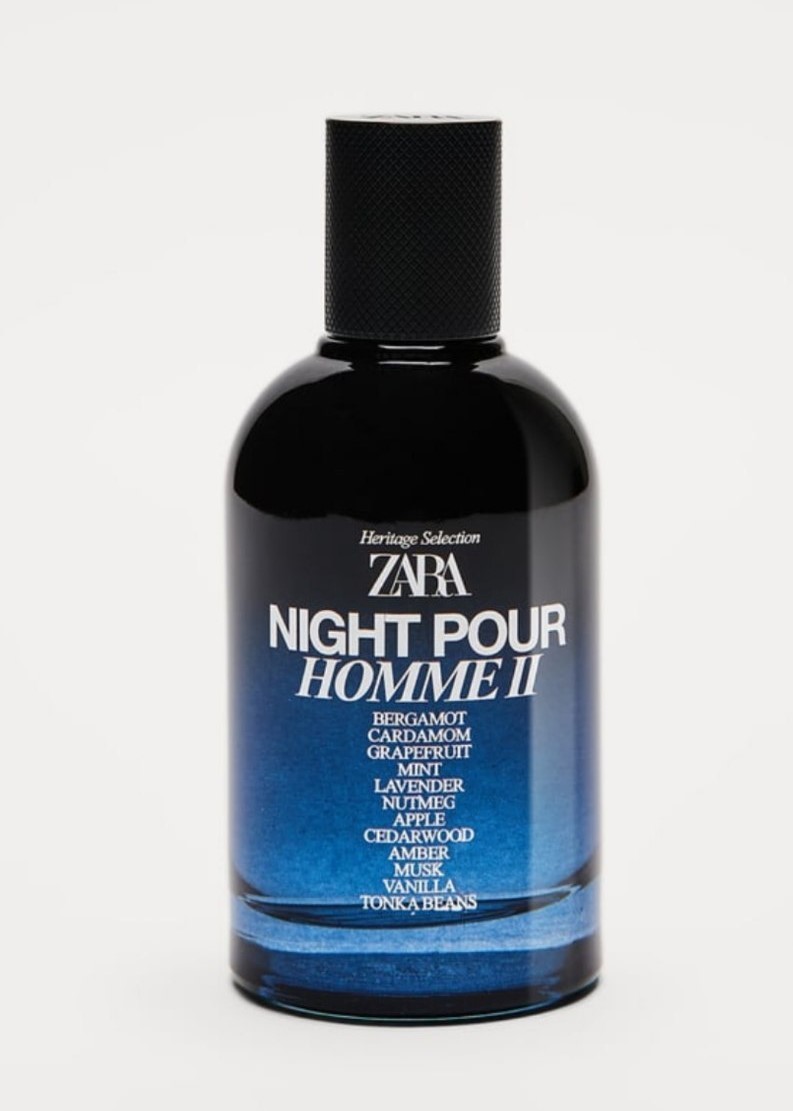 Heritage Selection
ZARA
NIGHT POUR
HOMME II
BERGAMOT
CARDAMOM
GRAPEFRUIT
MINT
LAVENDER
NUTMEG
APPLE
CEDARWOOD
AMBER
MUSK
VANILLA
TONKA BEANS